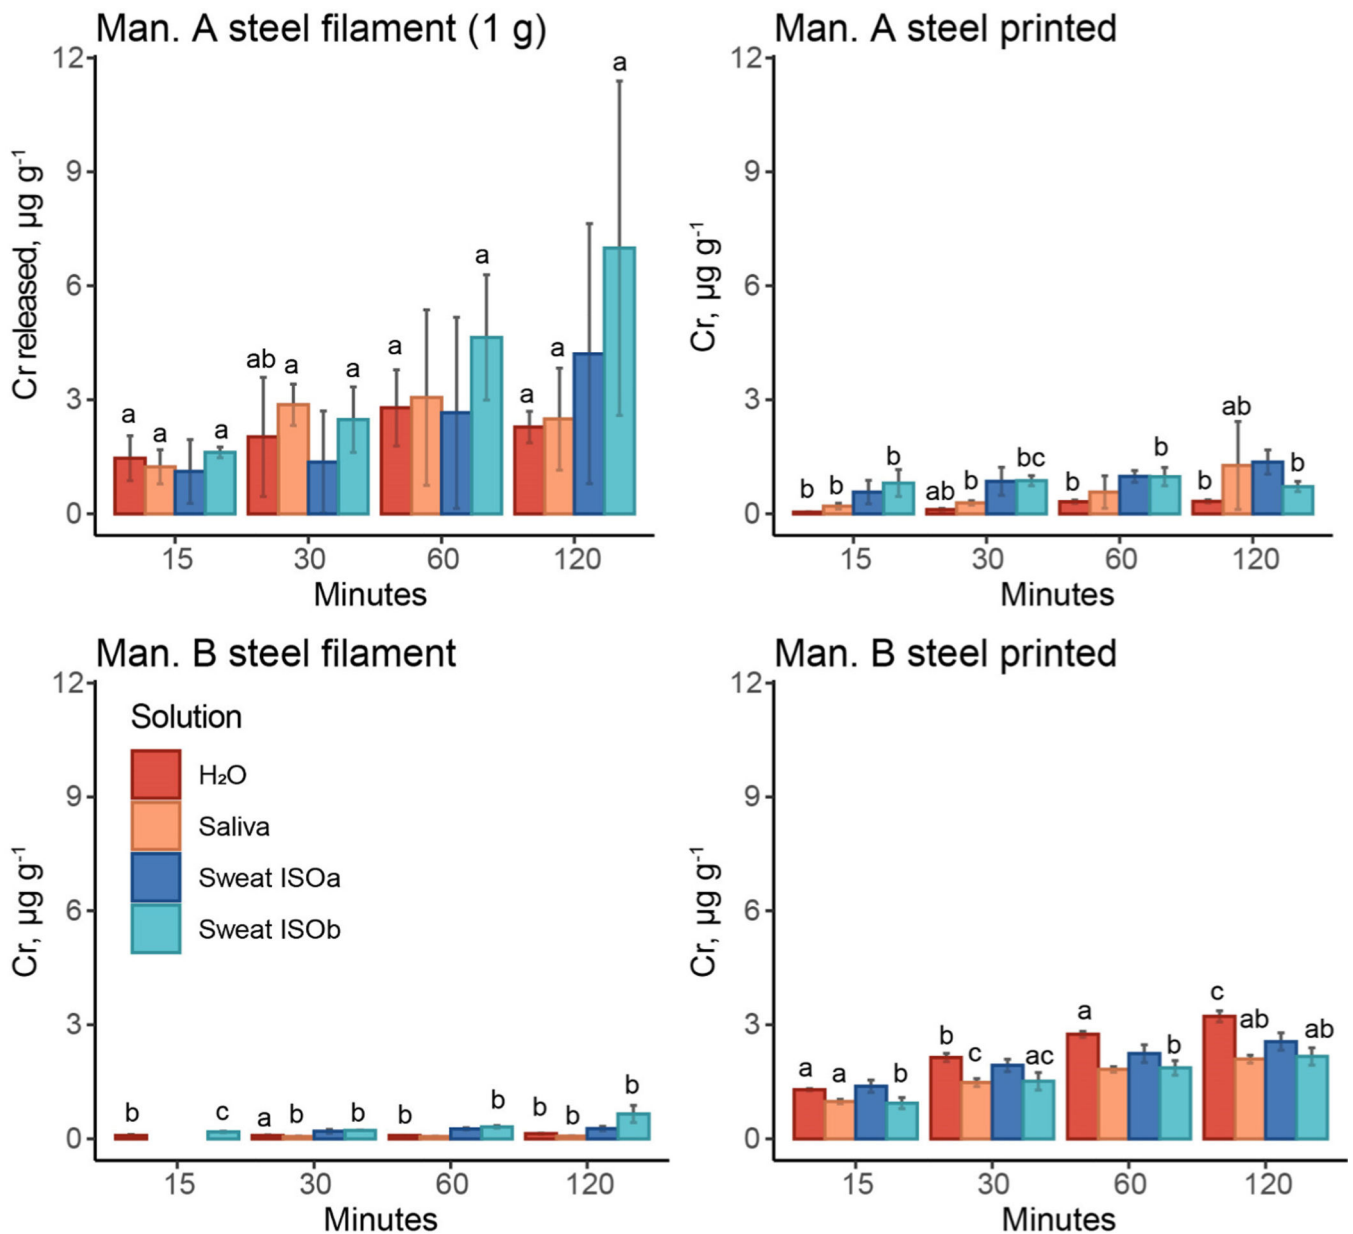 Man. A steel filament (1 g)
12
9
6
3
0
Cr released, µg g⁻¹
a a a
ab a a
a a
a a a
15 30 60 120
Minutes
Man. A steel printed
12
9
6
3
0
Cr, µg g⁻¹
b b b
ab b bc
b b
b ab b
15 30 60 120
Minutes
Man. B steel filament
12
9
6
3
0
Cr, µg g⁻¹
Solution
H₂O
Saliva
Sweat ISOa
Sweat ISOb
b c
a b b
b b
b b b
15 30 60 120
Minutes
Man. B steel printed
12
9
6
3
0
Cr, µg g⁻¹
a a b
b c ac
a b
c ab ab
15 30 60 120
Minutes